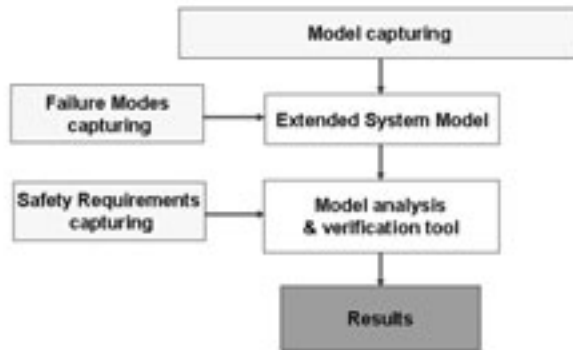 Model capturing
Failure Modes
capturing
Extended System Model
Safety Requirements
capturing
Model analysis
& verification tool
Results